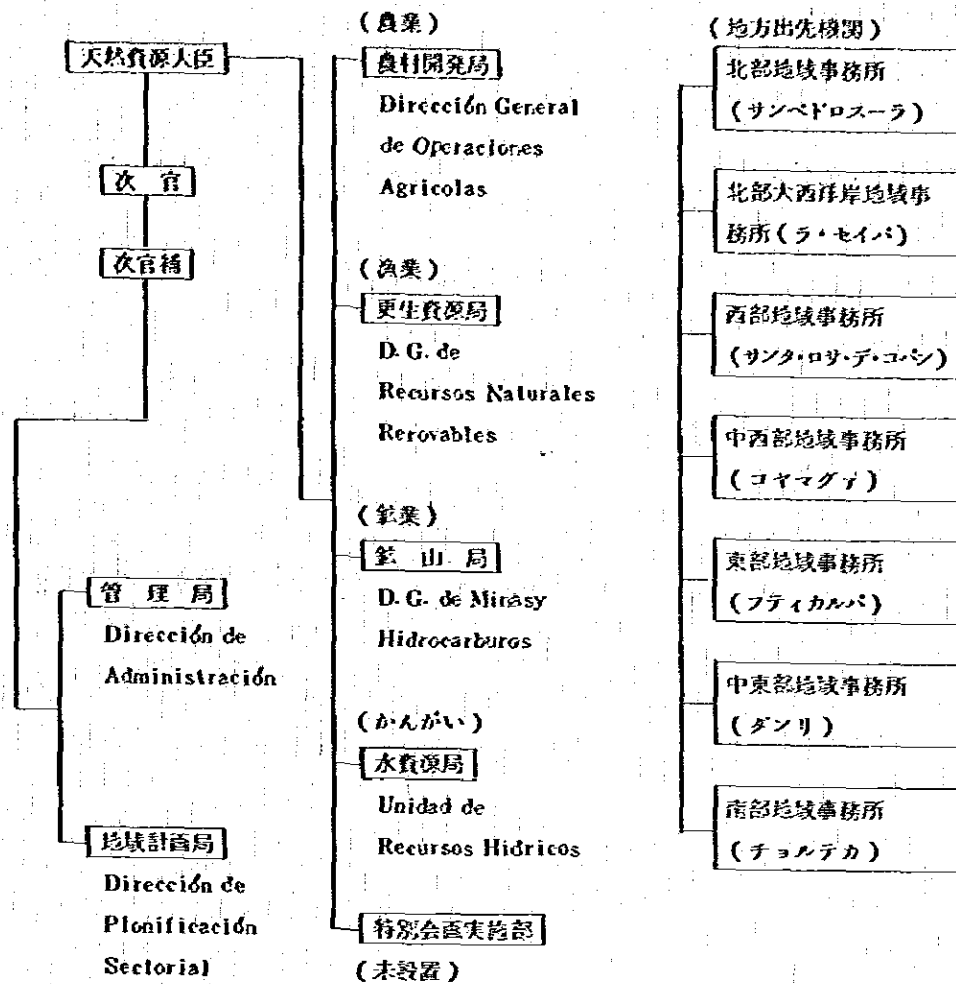 天然資源大臣
次官
次官補
管理局
Dirección de
Administración
地域計画局
Dirección de
Plonificación
Sectorial
(農業)
農村開発局
Dirección General
de Operaciones
Agricolas
(漁業)
更生資源局
D.G. de
Recursos Naturales
Rerovables
(鉱業)
鉱山局
D.G. de Minasy
Hidrocarburos
(かんがい)
水資源局
Unidad de
Recursos Hidricos
特別会画実施部
(未設置)
(地方出先機関)
北部地域事務所
(サンペドロスーラ)
北部大西洋岸地域事
務所(ラ・セイバ)
西部地域事務所
(サンタ・ロサ・デ・コパン)
中西部地域事務所
(コヤマグァ)
東部地域事務所
(フティカルパ)
中東部地域事務所
(ダンリ)
南部地域事務所
(チョルテカ)